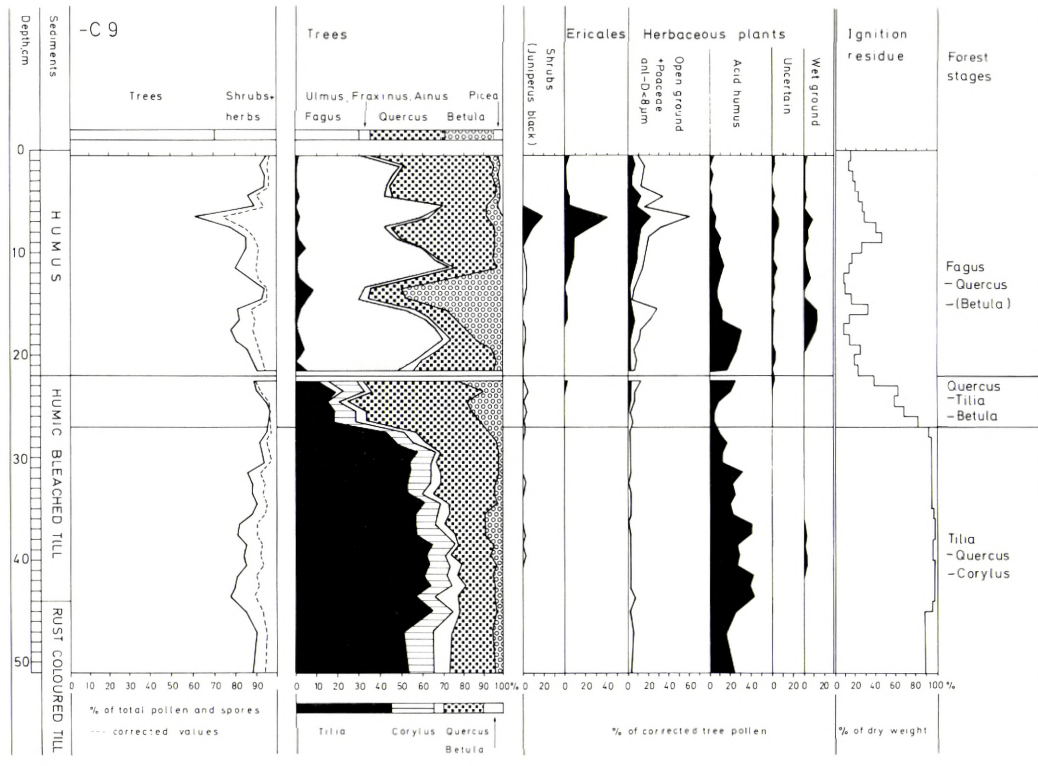 -C 9
Trees
Ericales
Herbaceous plants
Ignition residue
Forest stages
Depth,cm
Sediments
Trees
Shrubs+ herbs
Ulmus, Fraxinus, Alnus
Picea
Fagus
Quercus
Betula
Shrubs
(Juniperus black)
Open ground
+Poaceae
anl-D<8µm
Acid humus
Uncertain
Wet ground
0
10
20
30
40
50
HUMUS
HUMIC BLEACHED TILL
RUST COLOURED TILL
Fagus
-Quercus
-(Betula)
Quercus
-Tilia
-Betula
Tilia
-Quercus
-Corylus
0 10 20 30 40 50 60 70 80 90
0 10 20 30 40 50 60 70 80 90 100%
0 20
0 20 40
0 20 40 60
0 20 40
0 20
0 20
0 20 40 60 80 100 %
% of total pollen and spores
--- corrected values
Tilia
Corylus
Quercus
Betula
% of corrected tree pollen
% of dry weight